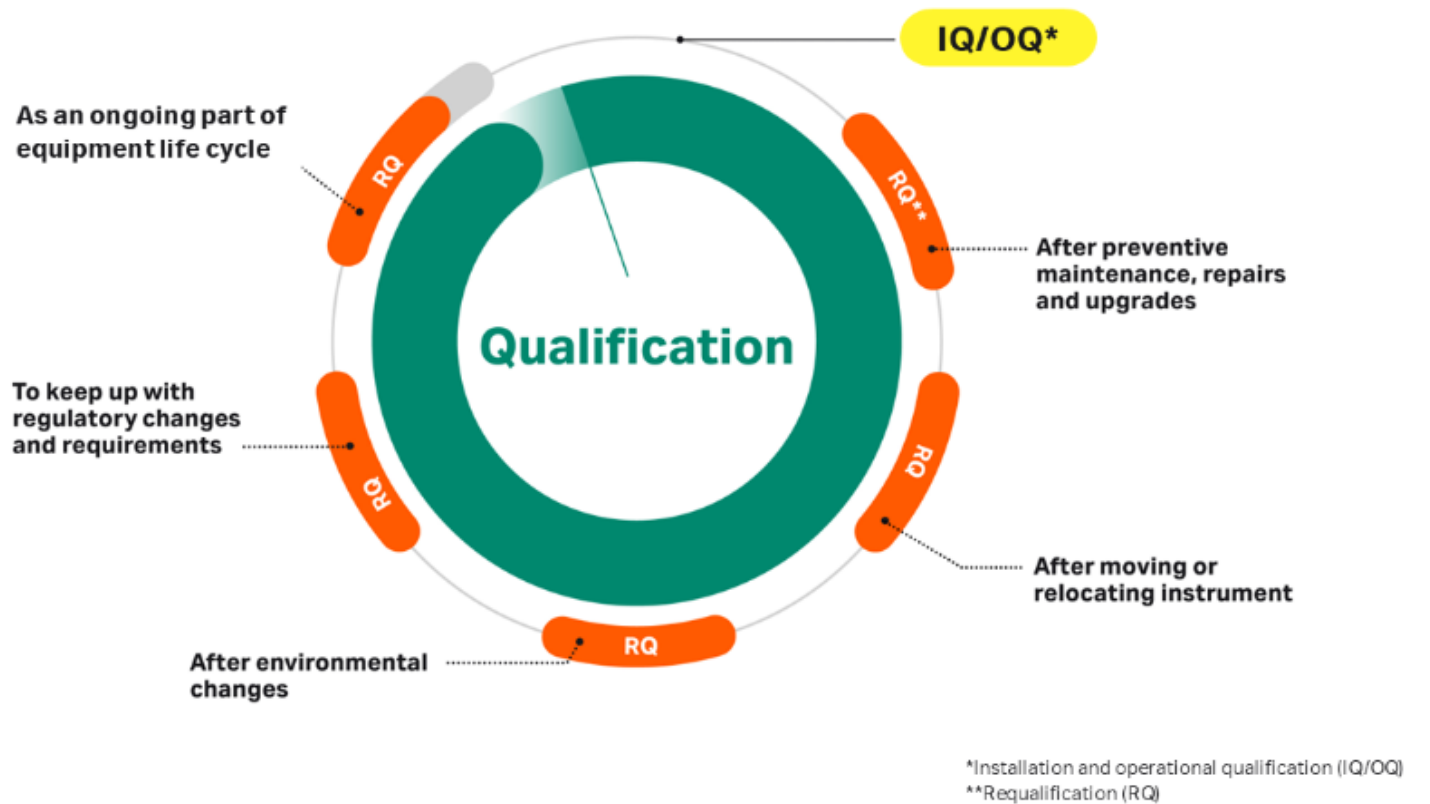 IQ/OQ*
As an ongoing part of
equipment life cycle
RQ
RQ**
After preventive
maintenance, repairs
and upgrades
Qualification
To keep up with
regulatory changes
and requirements
RQ
RQ
After moving or
relocating instrument
RQ
After environmental
changes
*Installation and operational qualification (IQ/OQ)
**Requalification (RQ)